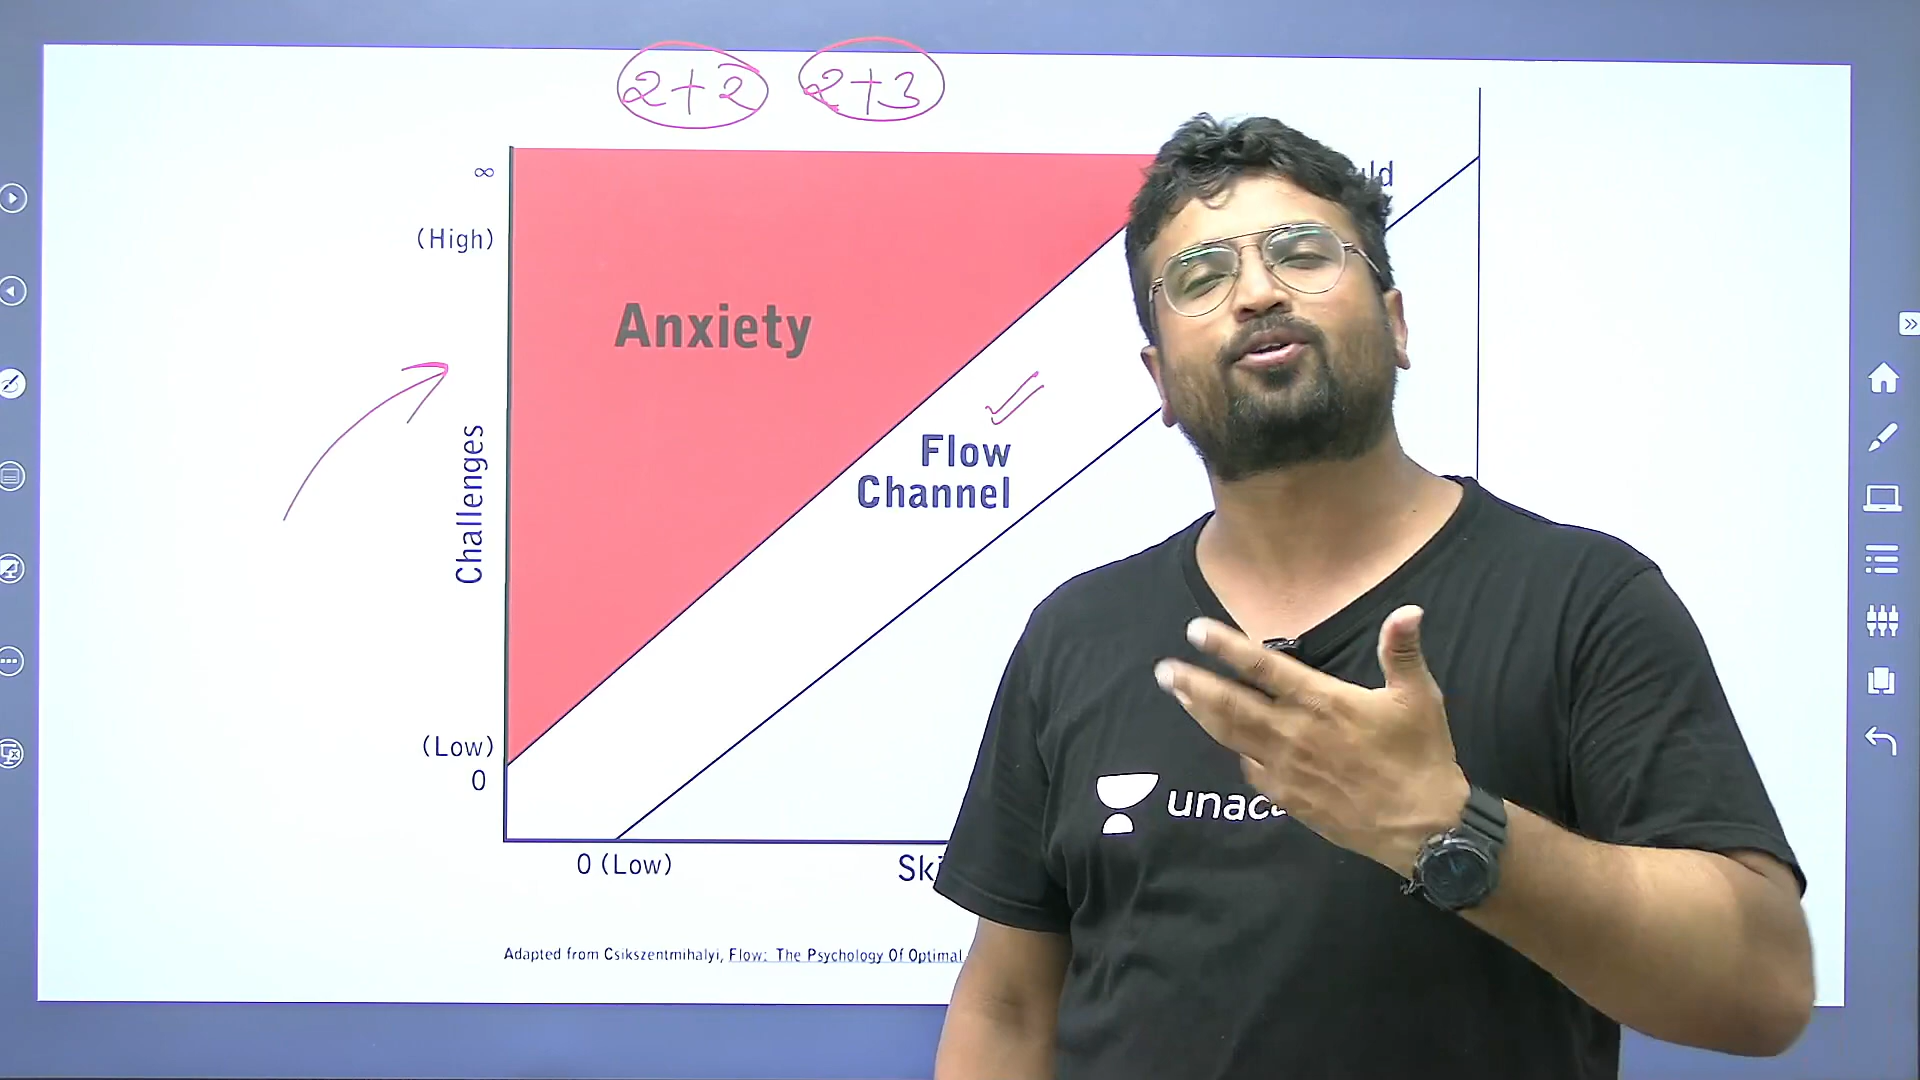 2+2 2+3
∞
(High)
Anxiety
Challenges
Flow
Channel
(Low)
0
0 (Low)
Adapted from Csikszentmihalyi, Flow: The Psychology Of Optimal